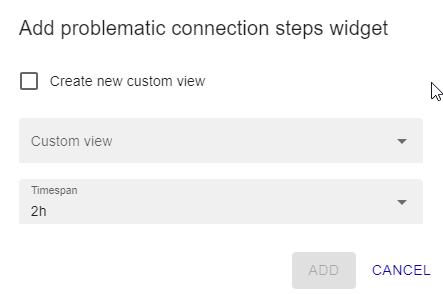 Add problematic connection steps widget
Create new custom view
Custom view
Timespan
2h
ADD CANCEL